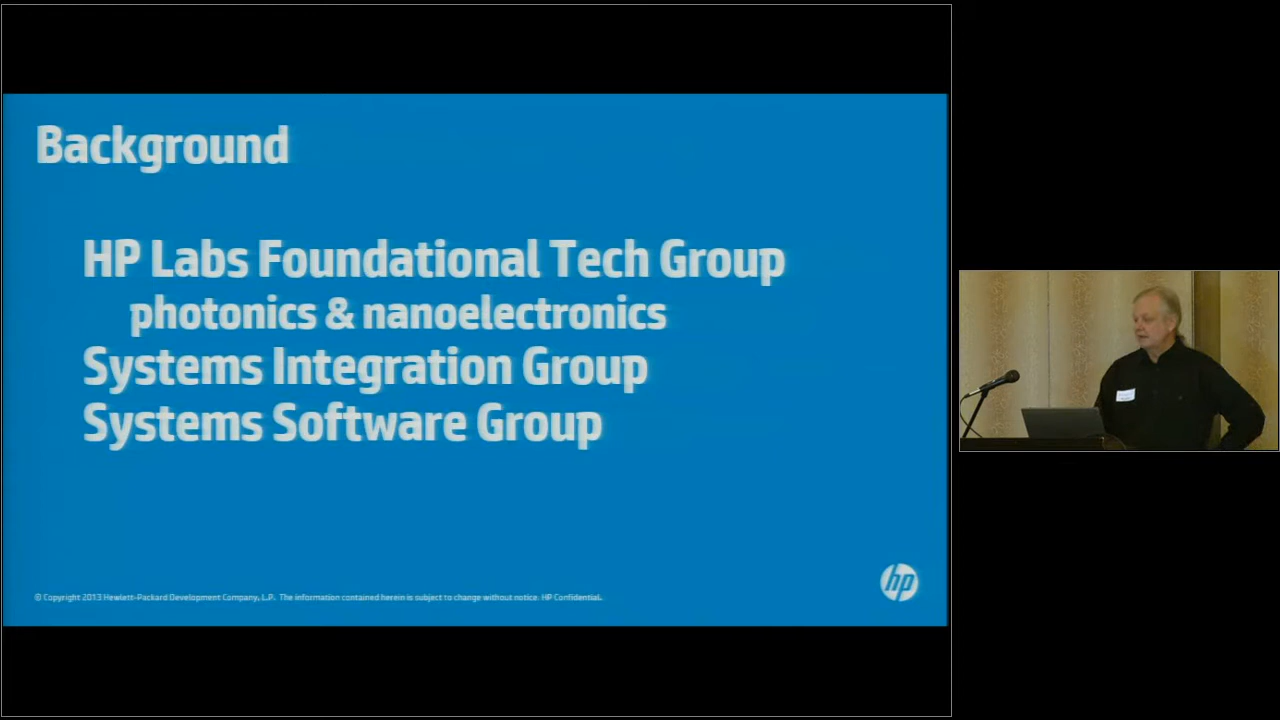 Background
HP Labs Foundational Tech Group
photonics & nanoelectronics
Systems Integration Group
Systems Software Group
© Copyright 2013 Hewlett-Packard Development Company, L.P. The information contained herein is subject to change without notice. HP Confidential.
hp